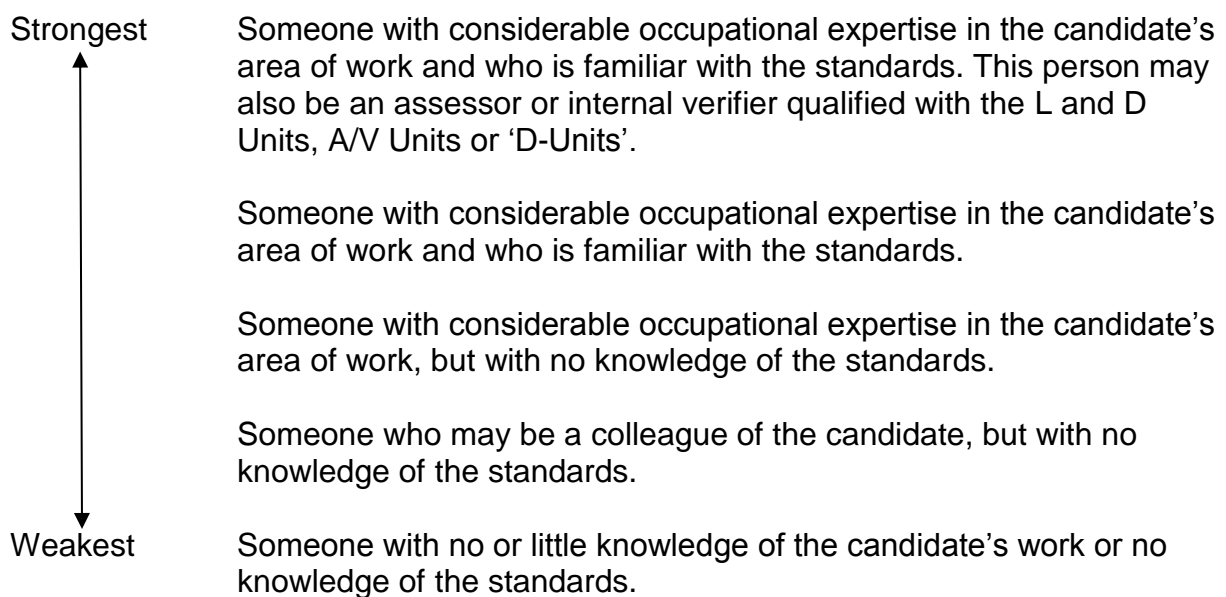 Strongest Someone with considerable occupational expertise in the candidate’s
area of work and who is familiar with the standards. This person may
also be an assessor or internal verifier qualified with the L and D
Units, A/V Units or ‘D-Units’.
Someone with considerable occupational expertise in the candidate’s
area of work and who is familiar with the standards.
Someone with considerable occupational expertise in the candidate’s
area of work, but with no knowledge of the standards.
Someone who may be a colleague of the candidate, but with no
knowledge of the standards.
Weakest Someone with no or little knowledge of the candidate’s work or no
knowledge of the standards.